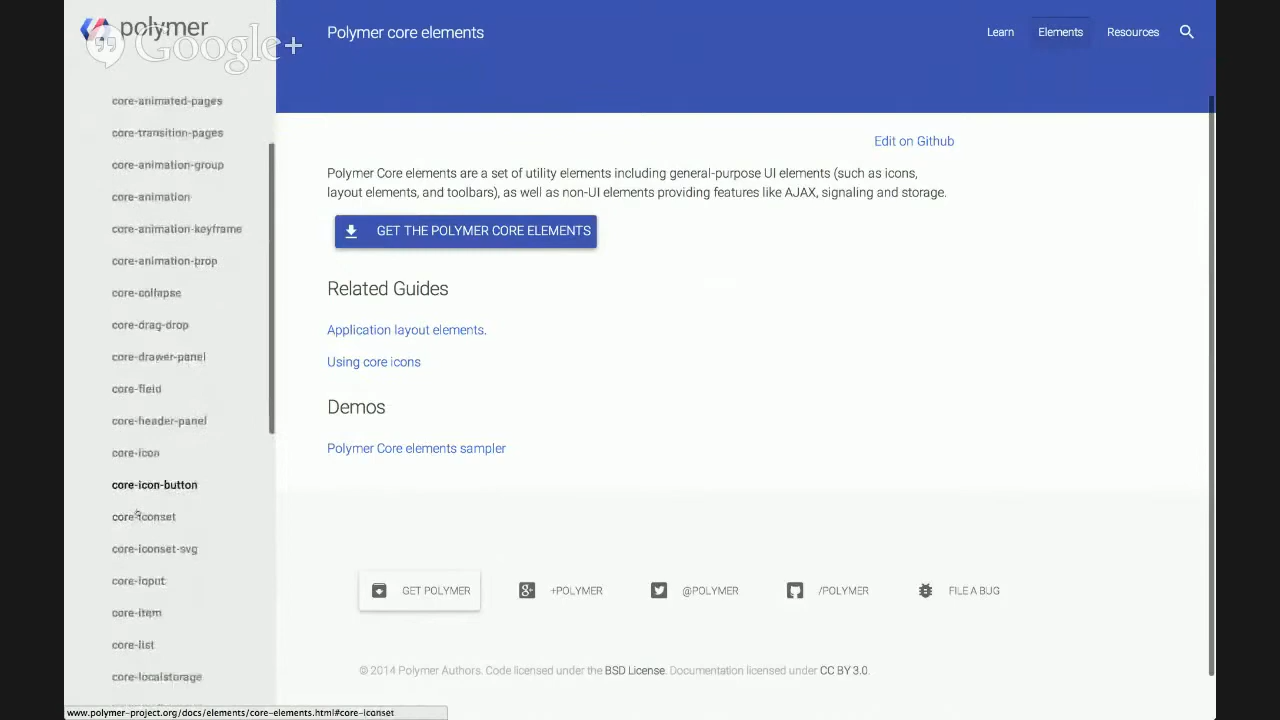 polymer
Google+
Polymer core elements
Learn
Elements
Resources
core-animated-pages
core-transition-pages
core-animation-group
core-animation
core-animation-keyframe
core-animation-prop
core-collapse
core-drag-drop
core-drawer-panel
core-field
core-header-panel
core-icon
core-icon-button
core-iconset
core-iconset-svg
core-input
core-item
core-list
core-localstorage
Edit on Github
Polymer Core elements are a set of utility elements including general-purpose UI elements (such as icons,
layout elements, and toolbars), as well as non-UI elements providing features like AJAX, signaling and storage.
GET THE POLYMER CORE ELEMENTS
Related Guides
Application layout elements.
Using core icons
Demos
Polymer Core elements sampler
GET POLYMER
+POLYMER
@POLYMER
/POLYMER
FILE A BUG
© 2014 Polymer Authors. Code licensed under the BSD License. Documentation licensed under CC BY 3.0.
www.polymer-project.org/docs/elements/core-elements.html#core-iconset